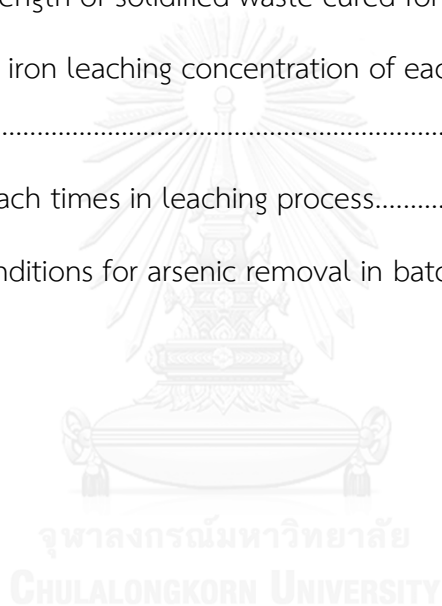 ength of solidified waste cured for
iron leaching concentration of eac
................................................................................
ach times in leaching process..........
nditions for arsenic removal in batc
จุฬาลงกรณ์มหาวิทยาลัย
CHULALONGKORN UNIVERSITY